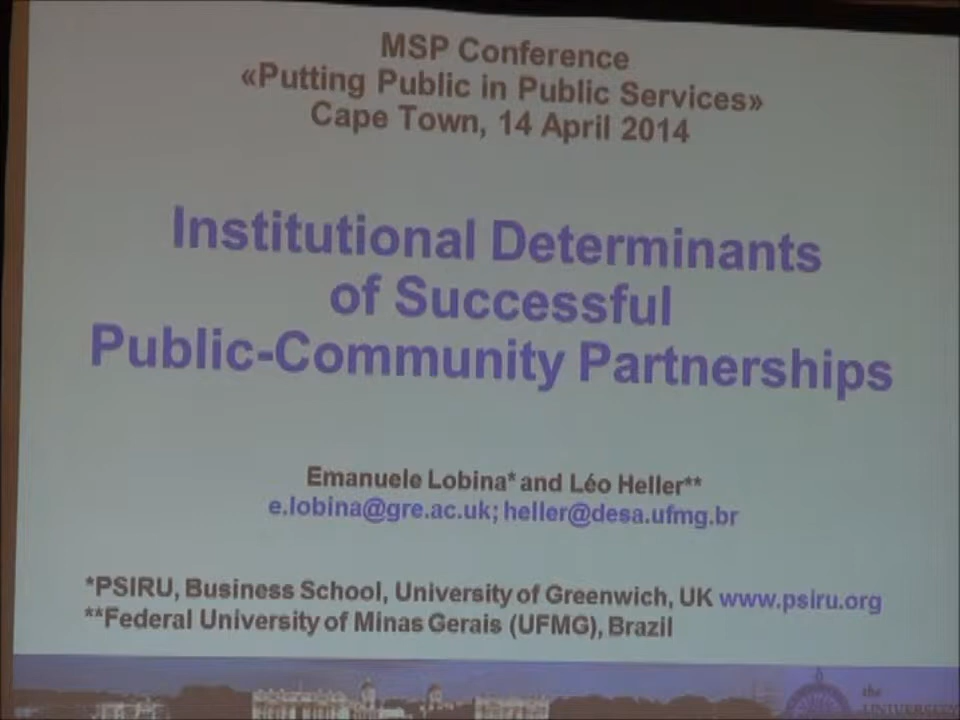 MSP Conference
«Putting Public in Public Services»
Cape Town, 14 April 2014
Institutional Determinants
of Successful
Public-Community Partnerships
Emanuele Lobina* and Léo Heller**
e.lobina@gre.ac.uk; heller@desa.ufmg.br
*PSIRU, Business School, University of Greenwich, UK www.psiru.org
**Federal University of Minas Gerais (UFMG), Brazil
the
UNIVERSITY